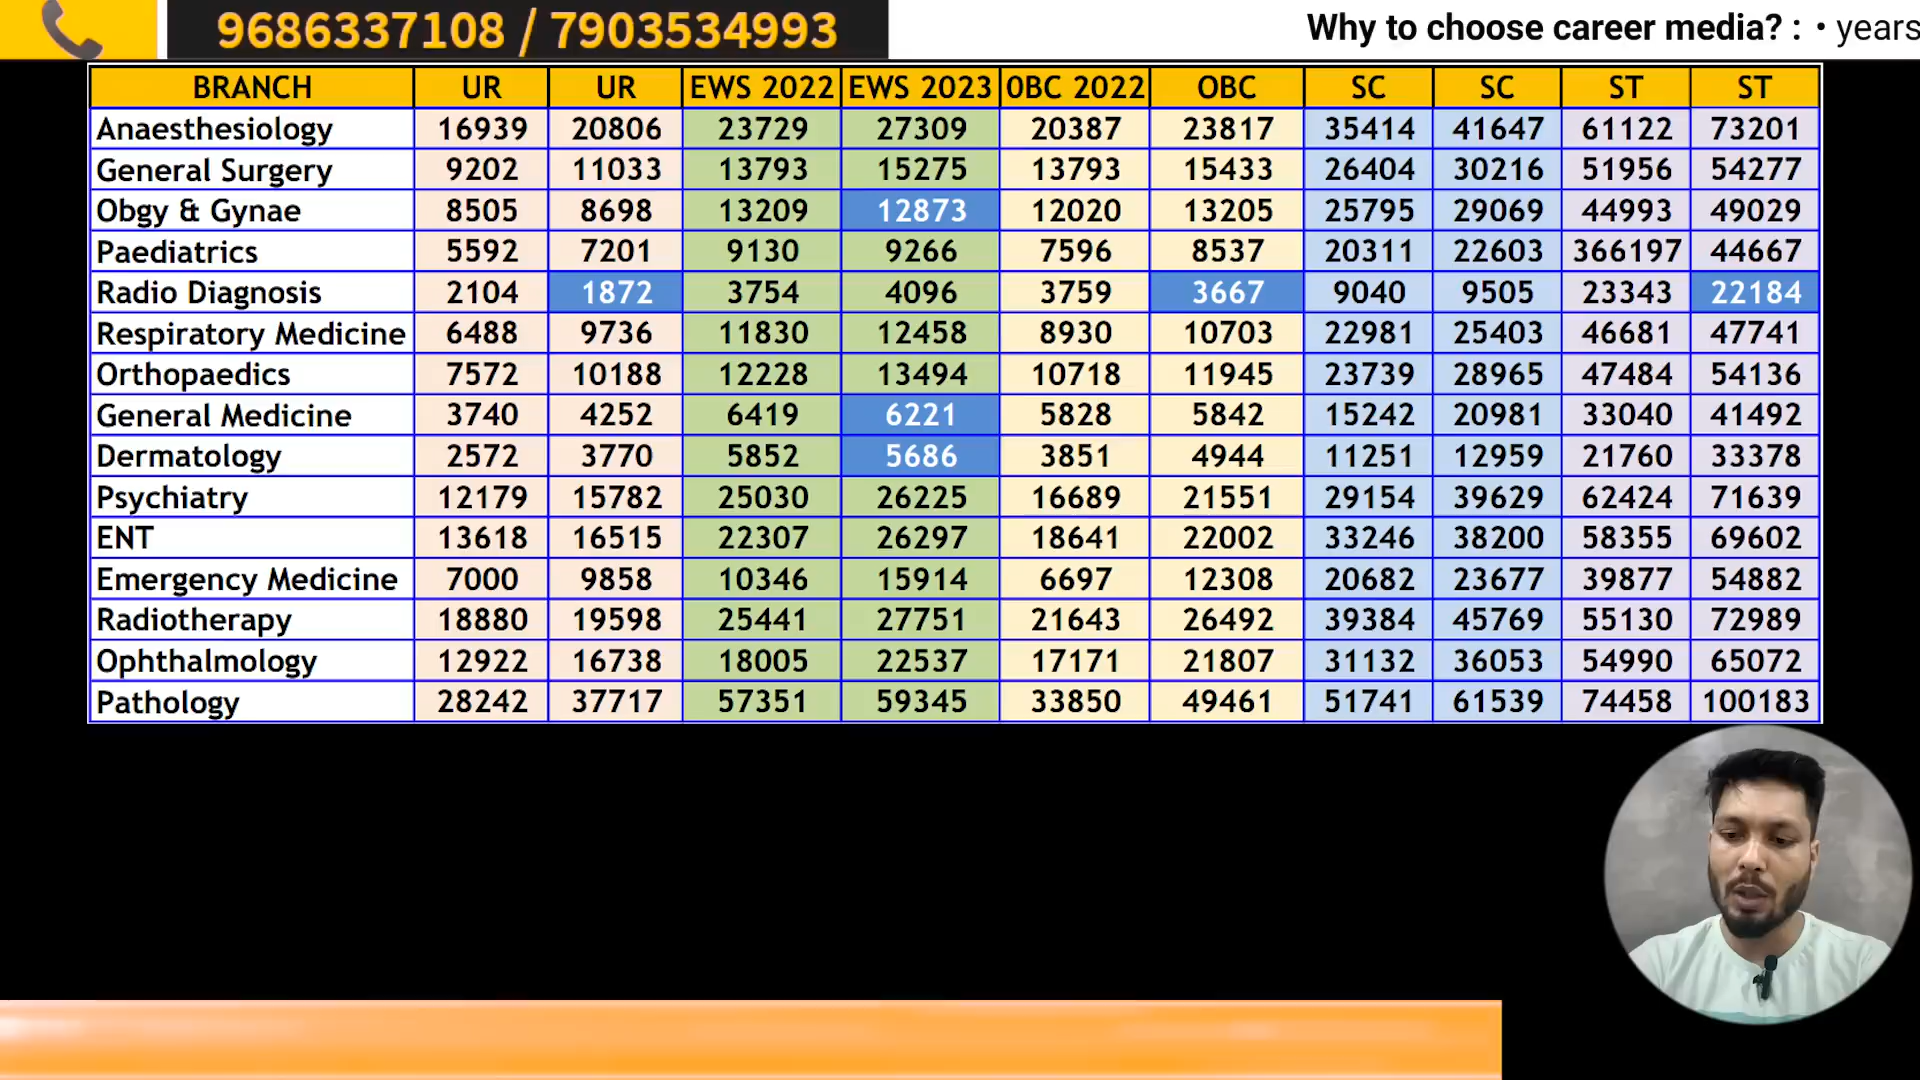 9686337108 / 7903534993
Why to choose career media? : • years
BRANCH UR UR EWS 2022 EWS 2023 0BC 2022 OBC SC SC ST ST
Anaesthesiology 16939 20806 23729 27309 20387 23817 35414 41647 61122 73201
General Surgery 9202 11033 13793 15275 13793 15433 26404 30216 51956 54277
Obgy & Gynae 8505 8698 13209 12873 12020 13205 25795 29069 44993 49029
Paediatrics 5592 7201 9130 9266 7596 8537 20311 22603 366197 44667
Radio Diagnosis 2104 1872 3754 4096 3759 3667 9040 9505 23343 22184
Respiratory Medicine 6488 9736 11830 12458 8930 10703 22981 25403 46681 47741
Orthopaedics 7572 10188 12228 13494 10718 11945 23739 28965 47484 54136
General Medicine 3740 4252 6419 6221 5828 5842 15242 20981 33040 41492
Dermatology 2572 3770 5852 5686 3851 4944 11251 12959 21760 33378
Psychiatry 12179 15782 25030 26225 16689 21551 29154 39629 62424 71639
ENT 13618 16515 22307 26297 18641 22002 33246 38200 58355 69602
Emergency Medicine 7000 9858 10346 15914 6697 12308 20682 23677 39877 54882
Radiotherapy 18880 19598 25441 27751 21643 26492 39384 45769 55130 72989
Ophthalmology 12922 16738 18005 22537 17171 21807 31132 36053 54990 65072
Pathology 28242 37717 57351 59345 33850 49461 51741 61539 74458 100183